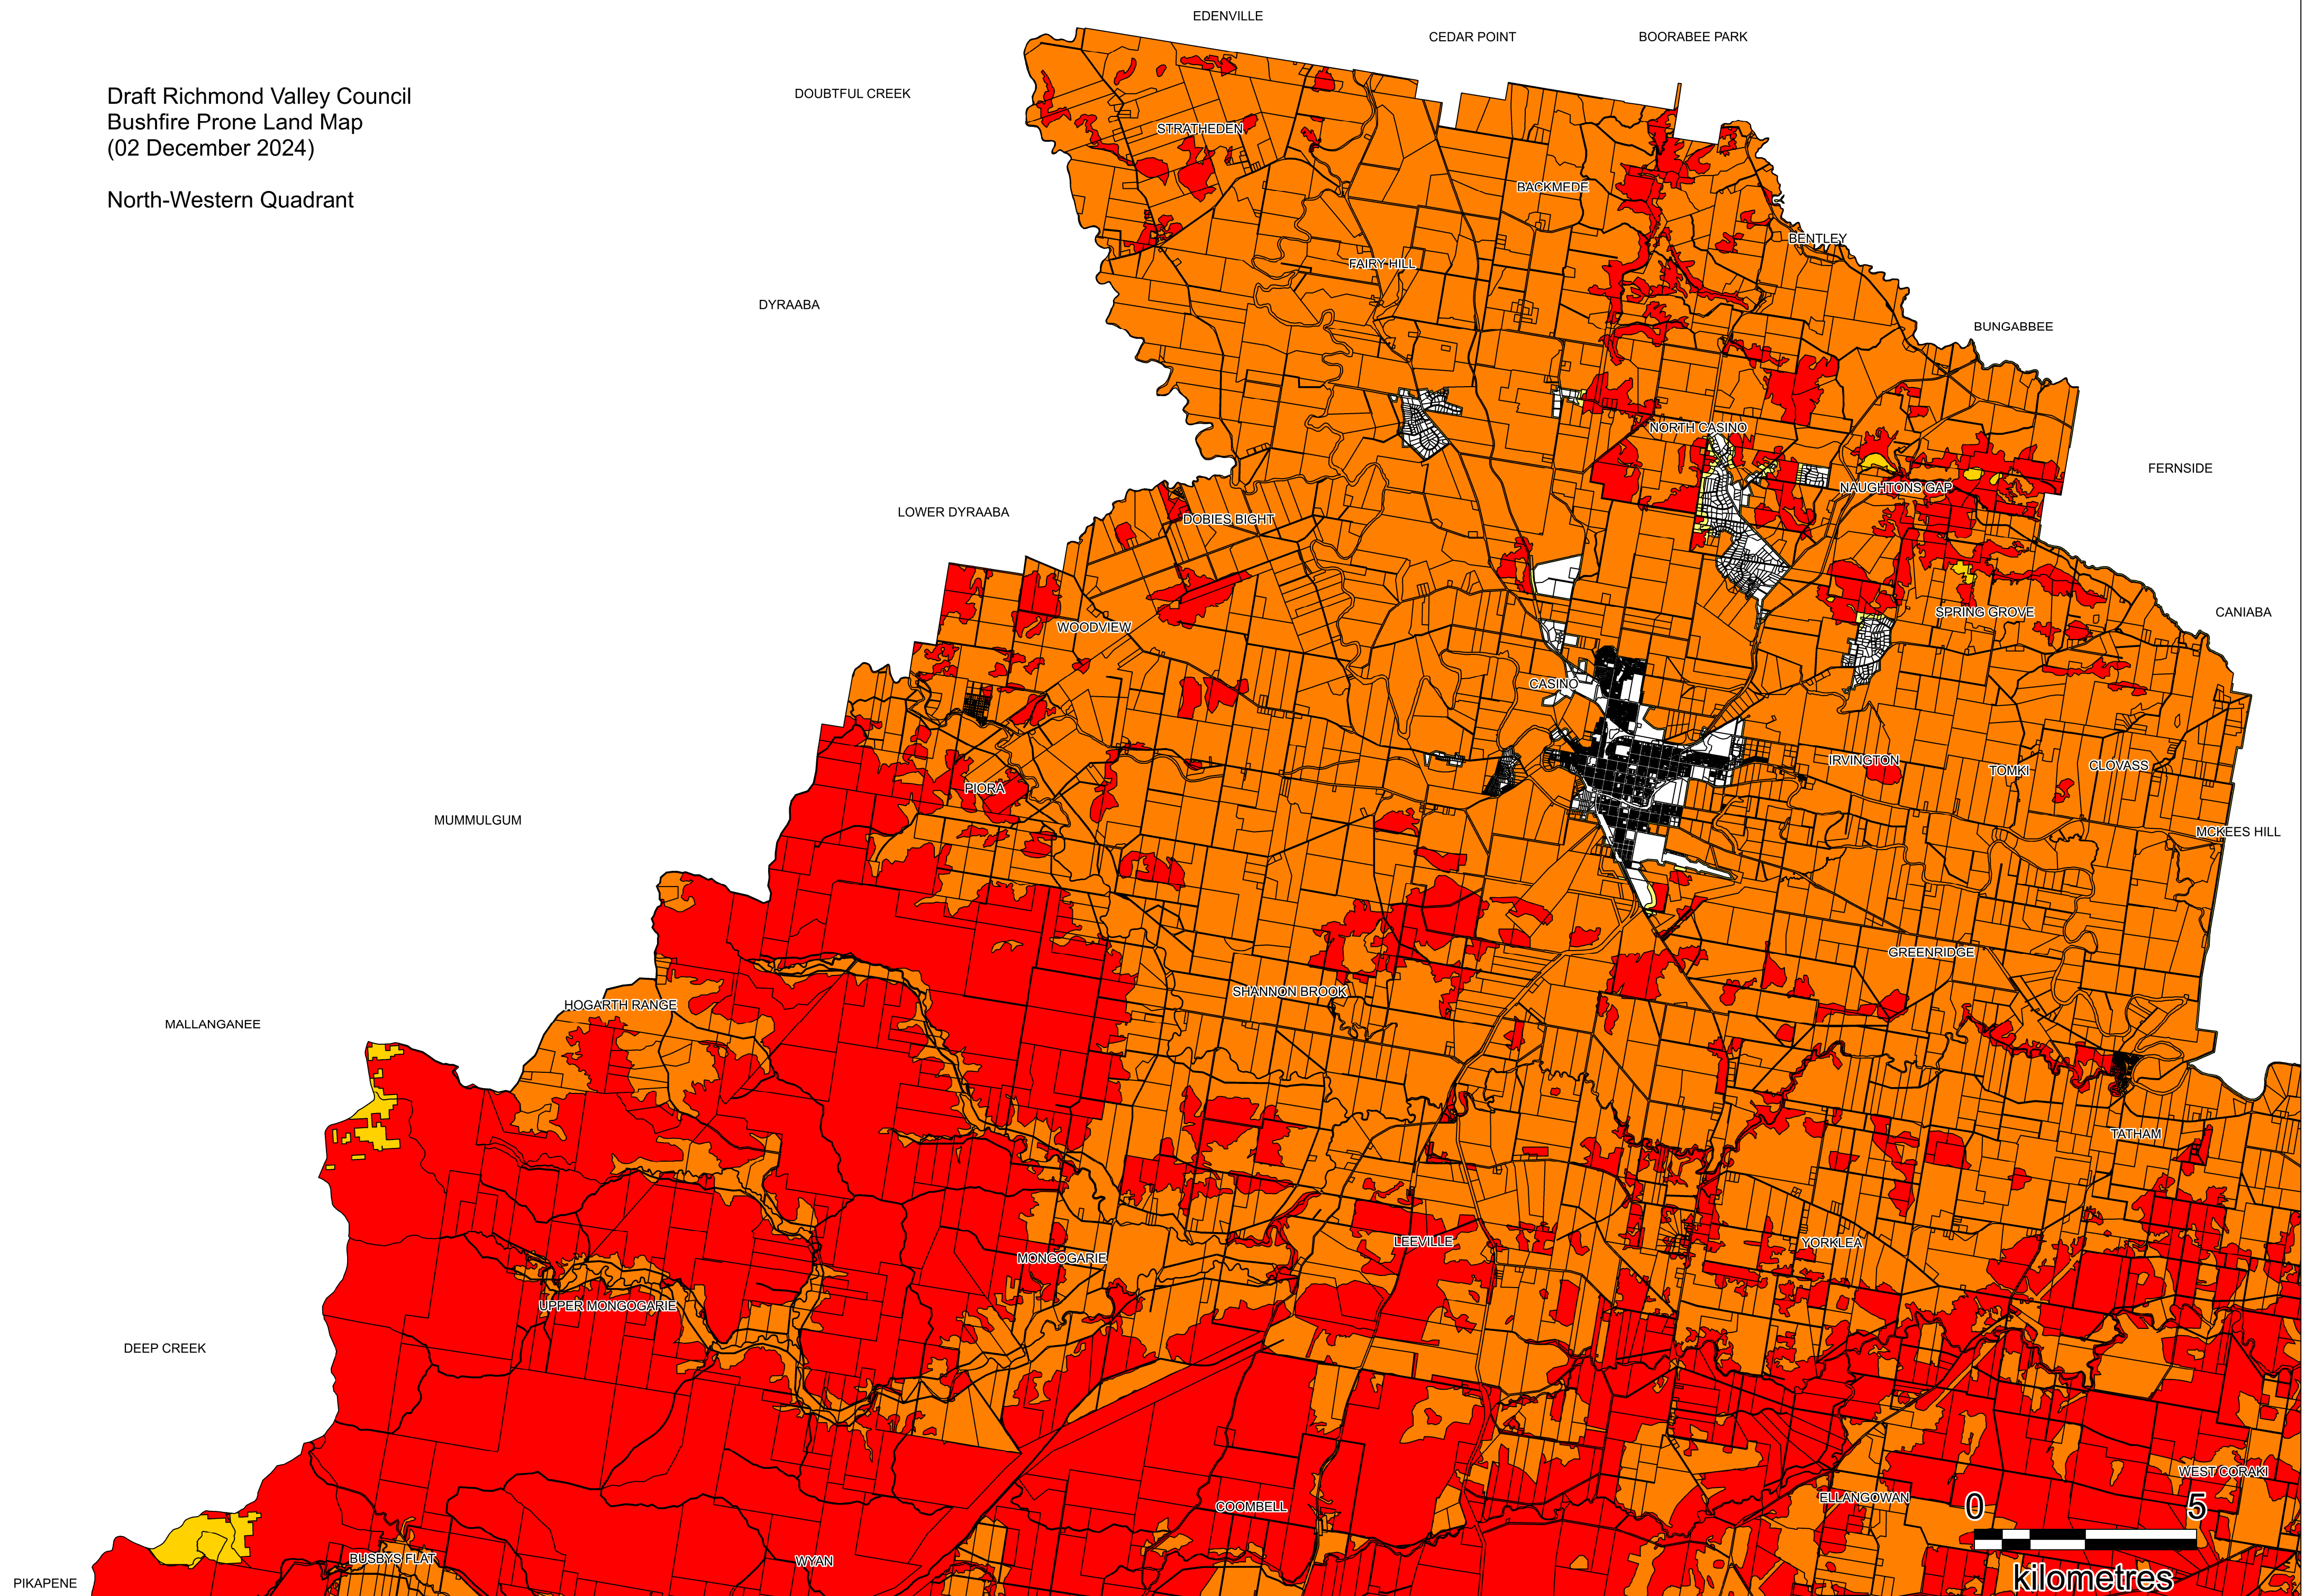 EDENVILLE
CEDAR POINT
BOORABEE PARK
Draft Richmond Valley Council
Bushfire Prone Land Map
(02 December 2024)
North-Western Quadrant
DOUBTFUL CREEK
STRATHEDEN
BACKMEDE
BENTLEY
FAIRY HILL
DYRAABA
BUNGABBEE
NORTH CASINO
FERNSIDE
NAUGHTONS GAP
LOWER DYRAABA
DOBIES BIGHT
SPRING GROVE
CANIABA
WOODVIEW
CASINO
IRVINGTON
TOMKI
CLOVASS
PIORA
MUMMULGUM
MCKEES HILL
GREENRIDGE
SHANNON BROOK
HOGARTH RANGE
MALLANGANEE
TATHAM
LEEVILLE
YORKLEA
MONGOGARIE
UPPER MONGOGARIE
DEEP CREEK
WEST CORAKI
ELLANGOWAN
COOMBELL
0 5
kilometres
BUSBYS FLAT
WYAN
PIKAPENE